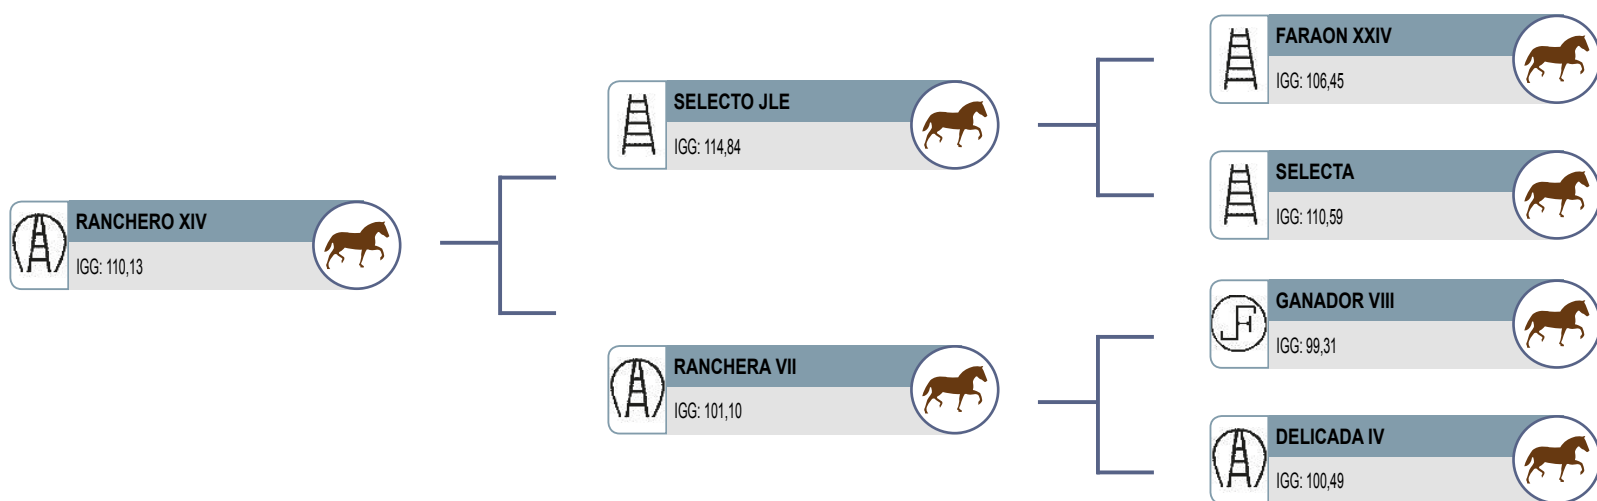 RANCHERO XIV
IGG: 110,13
SELECTO JLE
IGG: 114,84
RANCHERA VII
IGG: 101,10
FARAON XXIV
IGG: 106,45
SELECTA
IGG: 110,59
GANADOR VIII
IGG: 99,31
DELICADA IV
IGG: 100,49